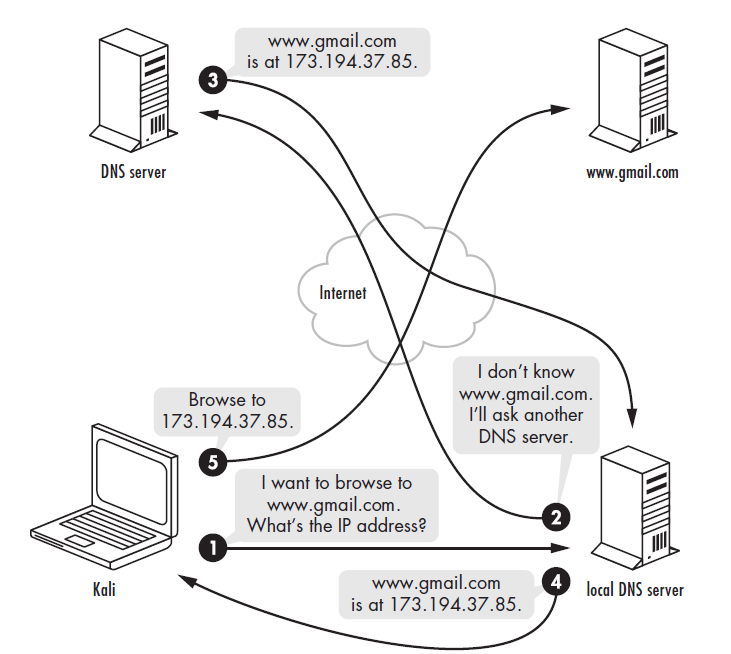 www.gmail.com
is at 173.194.37.85.
3
DNS server
www.gmail.com
Internet
I don't know
www.gmail.com.
I'll ask another
DNS server.
Browse to
173.194.37.85.
5
I want to browse to
www.gmail.com.
What's the IP address?
2
1
www.gmail.com
is at 173.194.37.85.
4
Kali
local DNS server